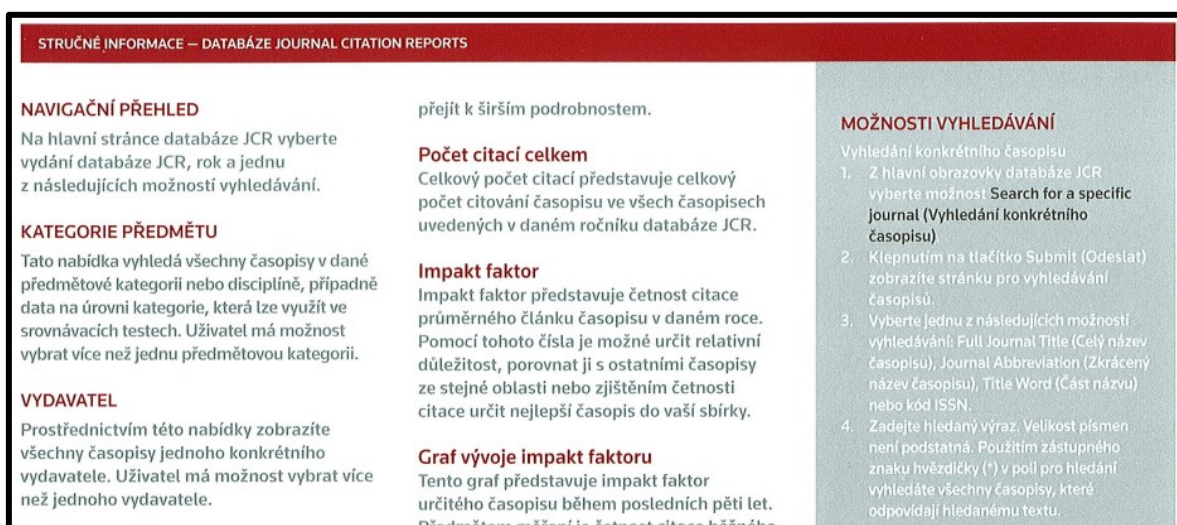 STRUČNÉ INFORMACE — DATABÁZE JOURNAL CITATION REPORTS
NAVIGAČNÍ PŘEHLED
Na hlavní stránce databáze JCR vyberte
vydání databáze JCR, rok a jednu
z následujících možností vyhledávání.
KATEGORIE PŘEDMĚTU
Tato nabídka vyhledá všechny časopisy v dané
předmětové kategorii nebo disciplíně, případně
data na úrovni kategorie, která lze využít ve
srovnávacích testech. Uživatel má možnost
vybrat více než jednu předmětovou kategorii.
VYDAVATEL
Prostřednictvím této nabídky zobrazíte
všechny časopisy jednoho konkrétního
vydavatele. Uživatel má možnost vybrat více
než jednoho vydavatele.
přejít k širším podrobnostem.
Počet citací celkem
Celkový počet citací představuje celkový
počet citování časopisu ve všech časopisech
uvedených v daném ročníku databáze JCR.
Impakt faktor
Impakt faktor představuje četnost citace
průměrného článku časopisu v daném roce.
Pomocí tohoto čísla je možné určit relativní
důležitost, porovnat ji s ostatními časopisy
ze stejné oblasti nebo zjištěním četnosti
citace určit nejlepší časopis do vaší sbírky.
Graf vývoje impakt faktoru
Tento graf představuje impakt faktor
určitého časopisu během posledních pěti let.
Předmětem měření je četnost citace běžného
MOŽNOSTI VYHLEDÁVÁNÍ
Vyhledání konkrétního časopisu
1. Z hlavní obrazovky databáze JCR
vyberte možnost Search for a specific
journal (Vyhledání konkrétního
časopisu).
2. Klepnutím na tlačítko Submit (Odeslat)
zobrazíte stránku pro vyhledávání
časopisů.
3. Vyberte jednu z následujících možností
vyhledávání: Full Journal Title (Celý název
časopisu), Journal Abbreviation (Zkrácený
název časopisu), Title Word (Část názvu)
nebo kód ISSN.
4. Zadejte hledaný výraz. Velikost písmen
není podstatná. Použitím zástupného
znaku hvězdičky (*) v poli pro hledání
vyhledáte všechny časopisy, které
odpovídají hledanému textu.